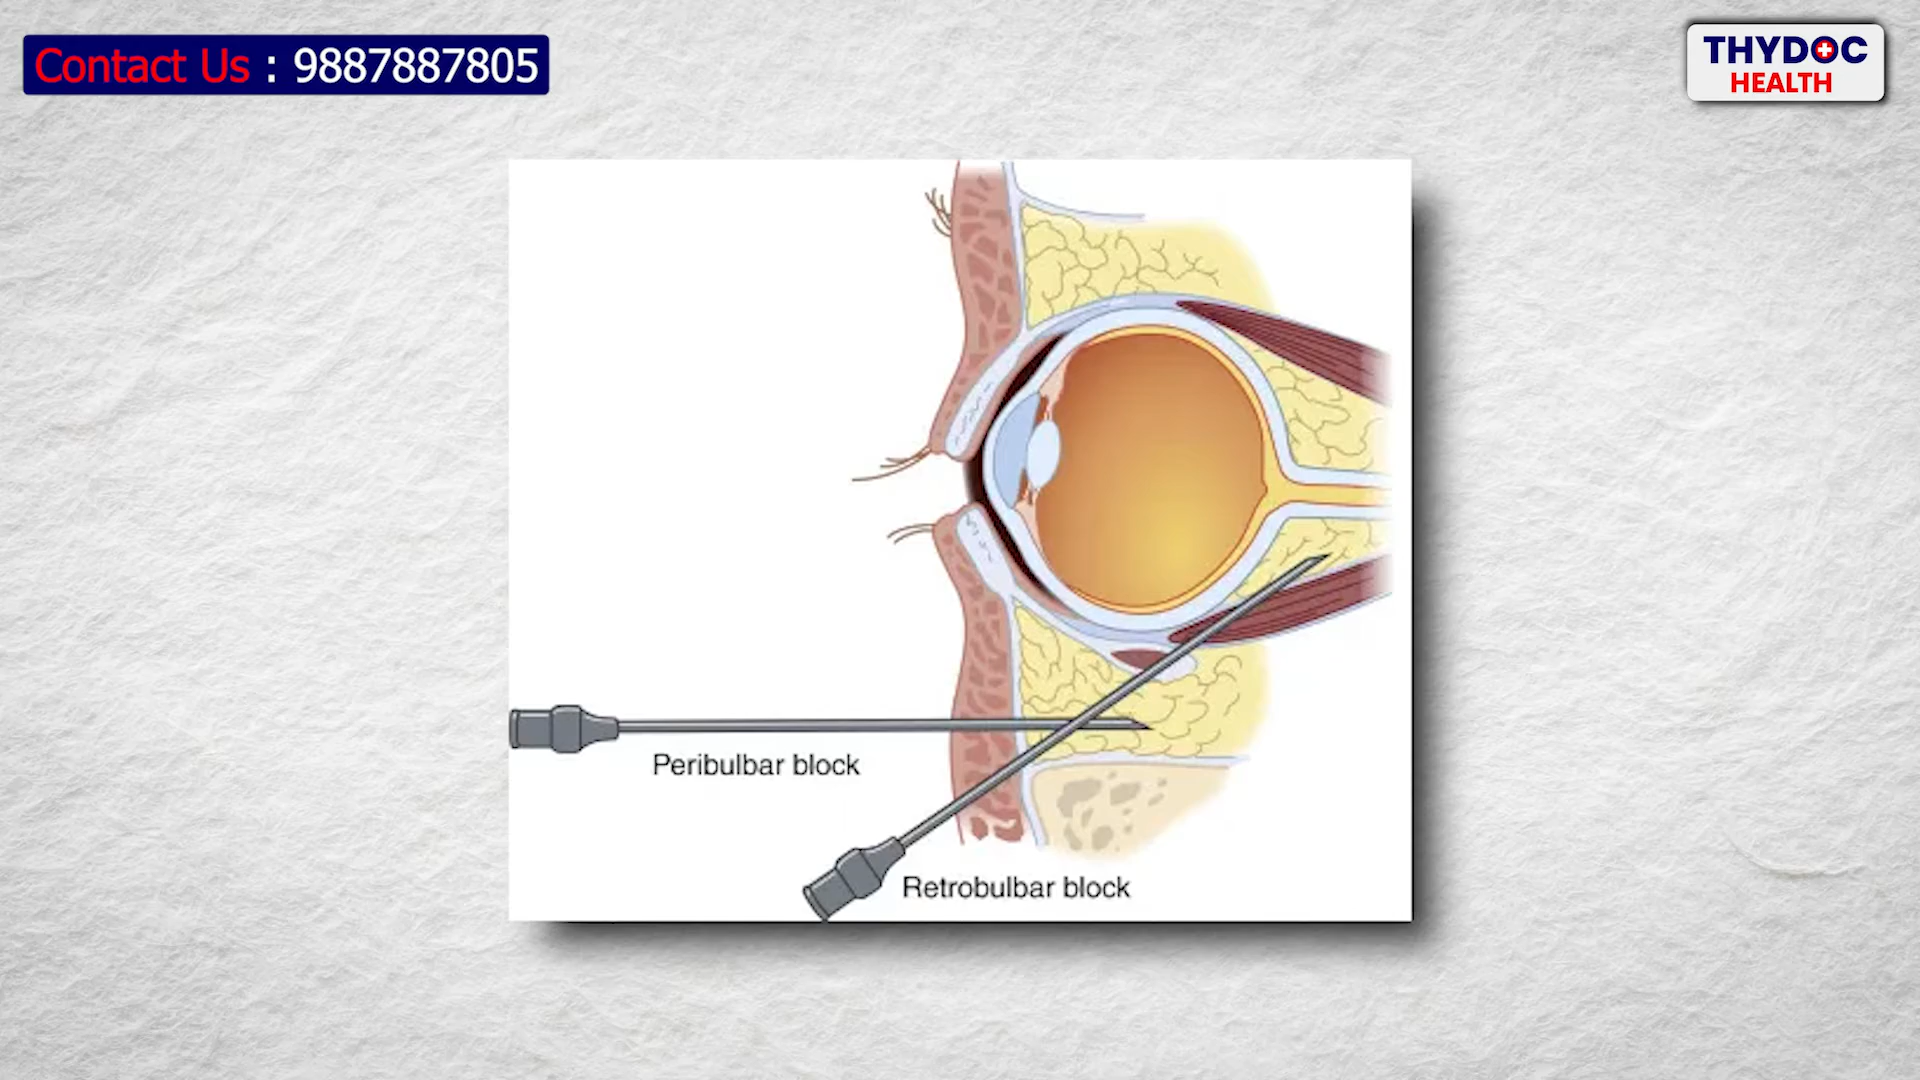 Contact Us : 9887887805
THYDOC
HEALTH
Peribulbar block
Retrobulbar block